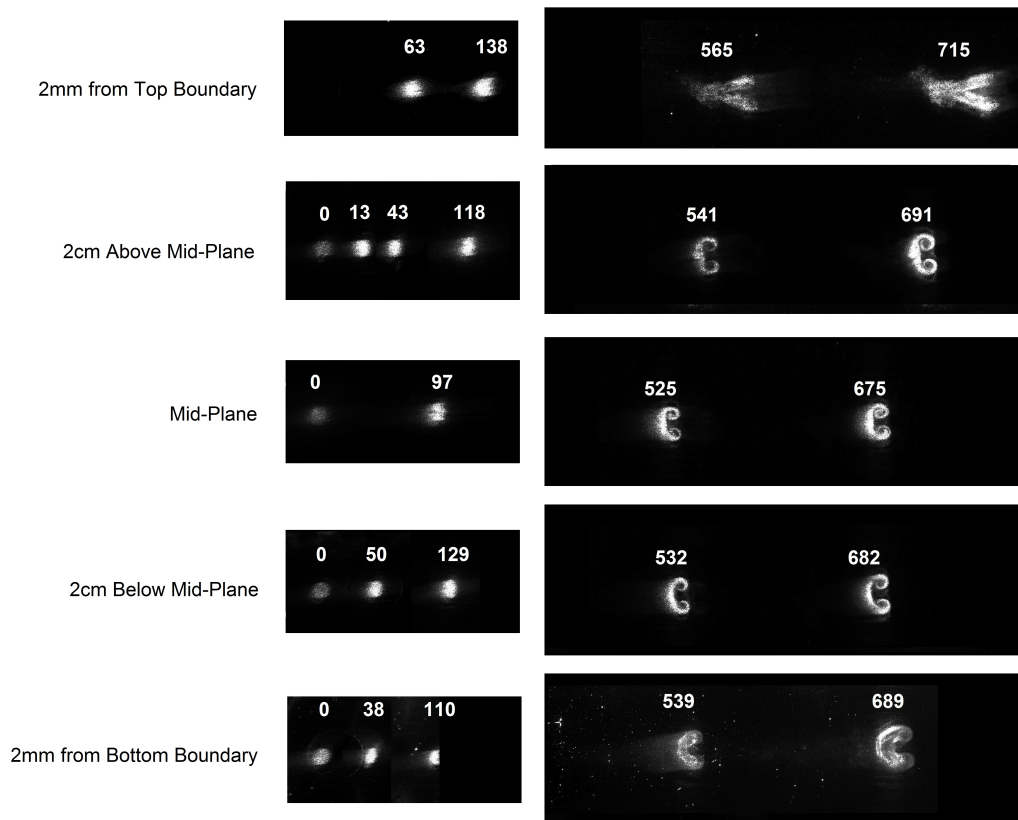 63 138 565 715
2mm from Top Boundary
0 13 43 118 541 691
2cm Above Mid-Plane
0 97 525 675
Mid-Plane
0 50 129 532 682
2cm Below Mid-Plane
0 38 110 539 689
2mm from Bottom Boundary